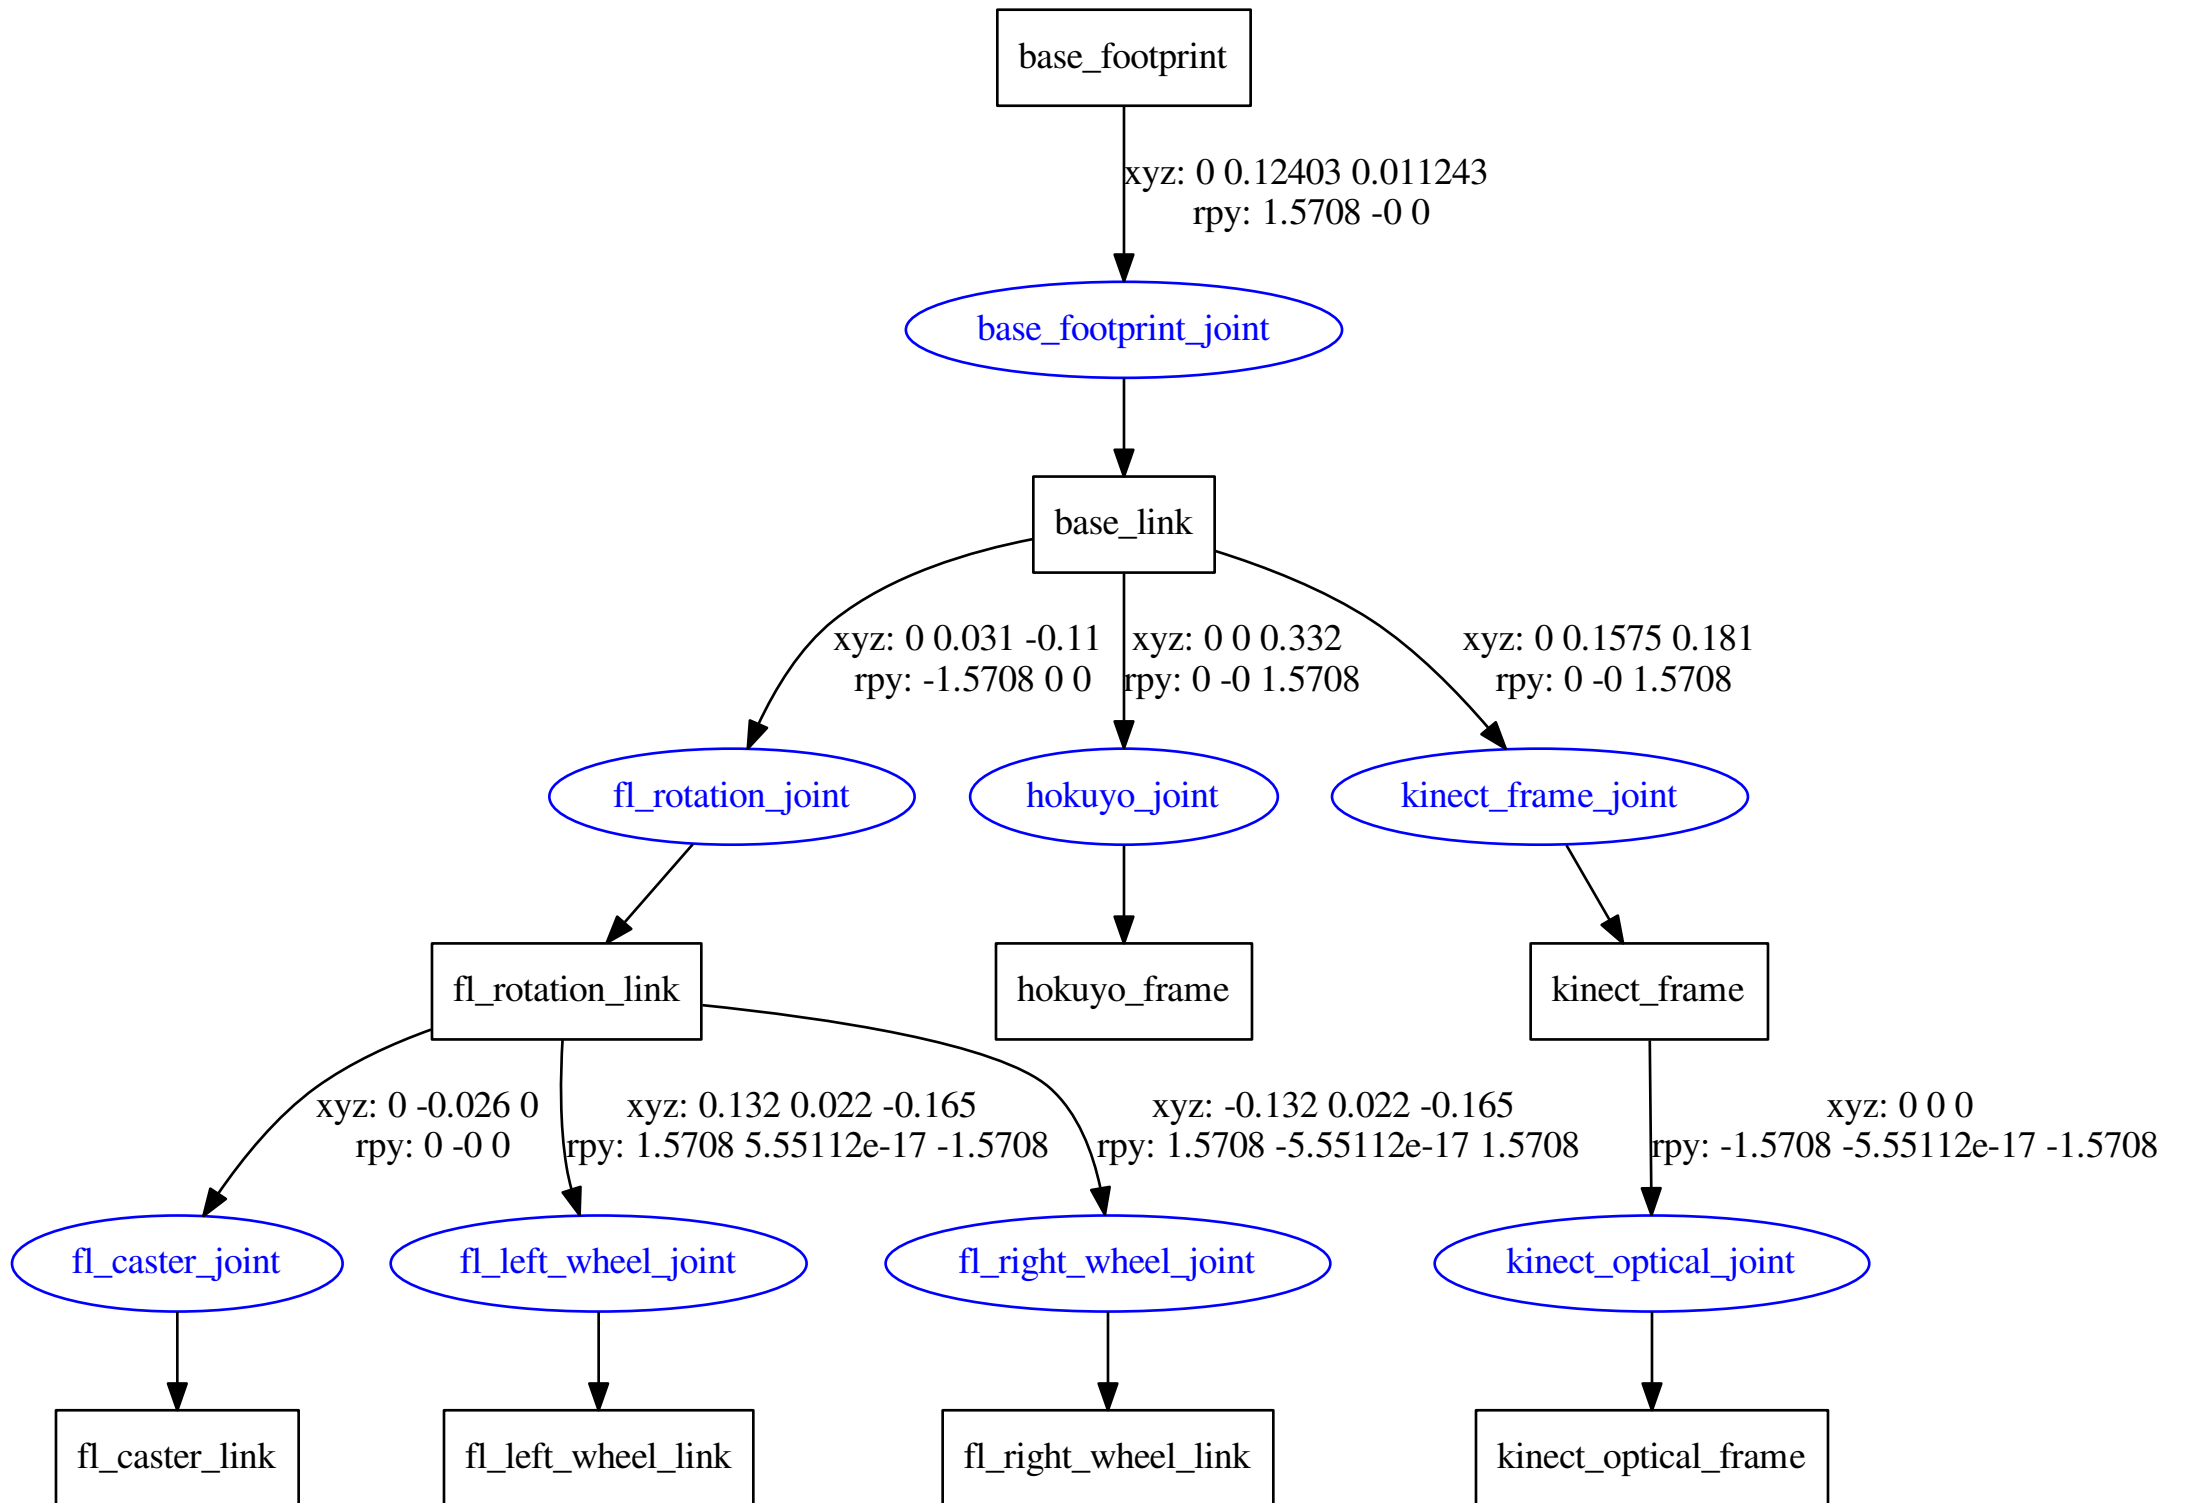 base_footprint
xyz: 0 0.12403 0.011243
rpy: 1.5708 -0 0
base_footprint_joint
base_link
xyz: 0 0.031 -0.11
rpy: -1.5708 0 0
xyz: 0 0 0.332
rpy: 0 -0 1.5708
xyz: 0 0.1575 0.181
rpy: 0 -0 1.5708
fl_rotation_joint
hokuyo_joint
kinect_frame_joint
fl_rotation_link
hokuyo_frame
kinect_frame
xyz: 0 -0.026 0
rpy: 0 -0 0
xyz: 0.132 0.022 -0.165
rpy: 1.5708 5.55112e-17 -1.5708
xyz: -0.132 0.022 -0.165
rpy: 1.5708 -5.55112e-17 1.5708
xyz: 0 0 0
rpy: -1.5708 -5.55112e-17 -1.5708
fl_caster_joint
fl_left_wheel_joint
fl_right_wheel_joint
kinect_optical_joint
fl_caster_link
fl_left_wheel_link
fl_right_wheel_link
kinect_optical_frame